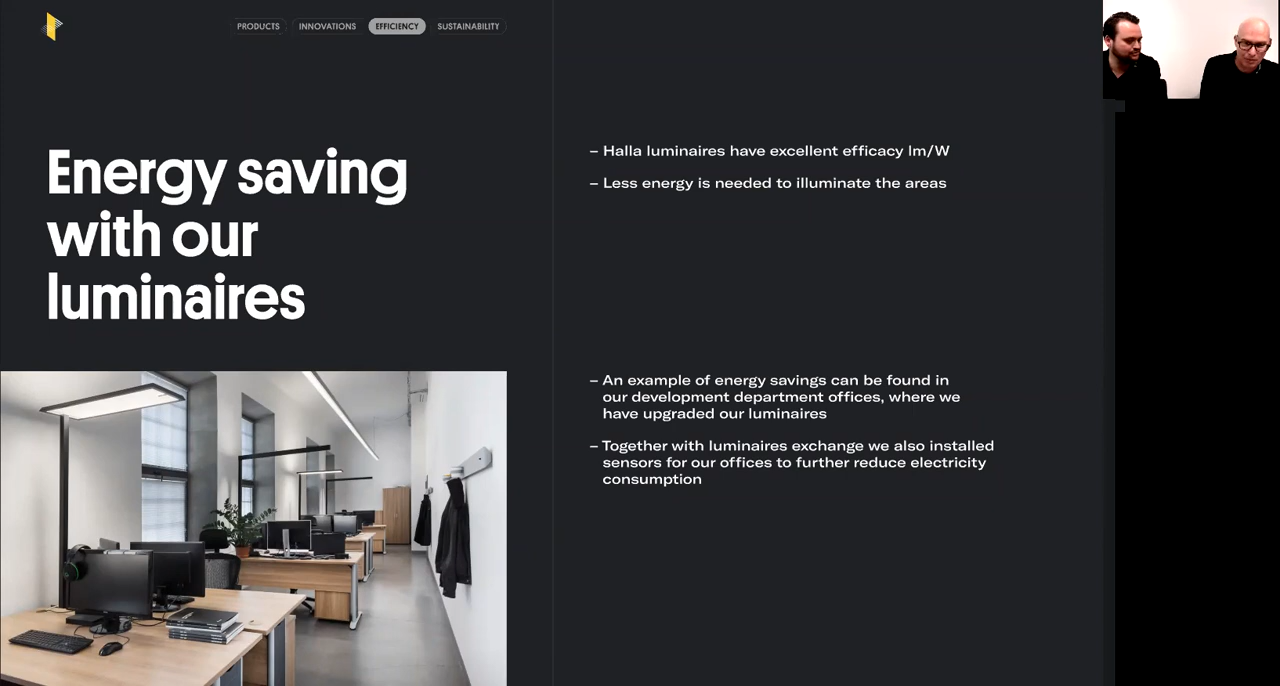 PRODUCTS INNOVATIONS EFFICIENCY SUSTAINABILITY
Energy saving
with our
luminaires
– Halla luminaires have excellent efficacy lm/W
– Less energy is needed to illuminate the areas
– An example of energy savings can be found in
our development department offices, where we
have upgraded our luminaires
– Together with luminaires exchange we also installed
sensors for our offices to further reduce electricity
consumption